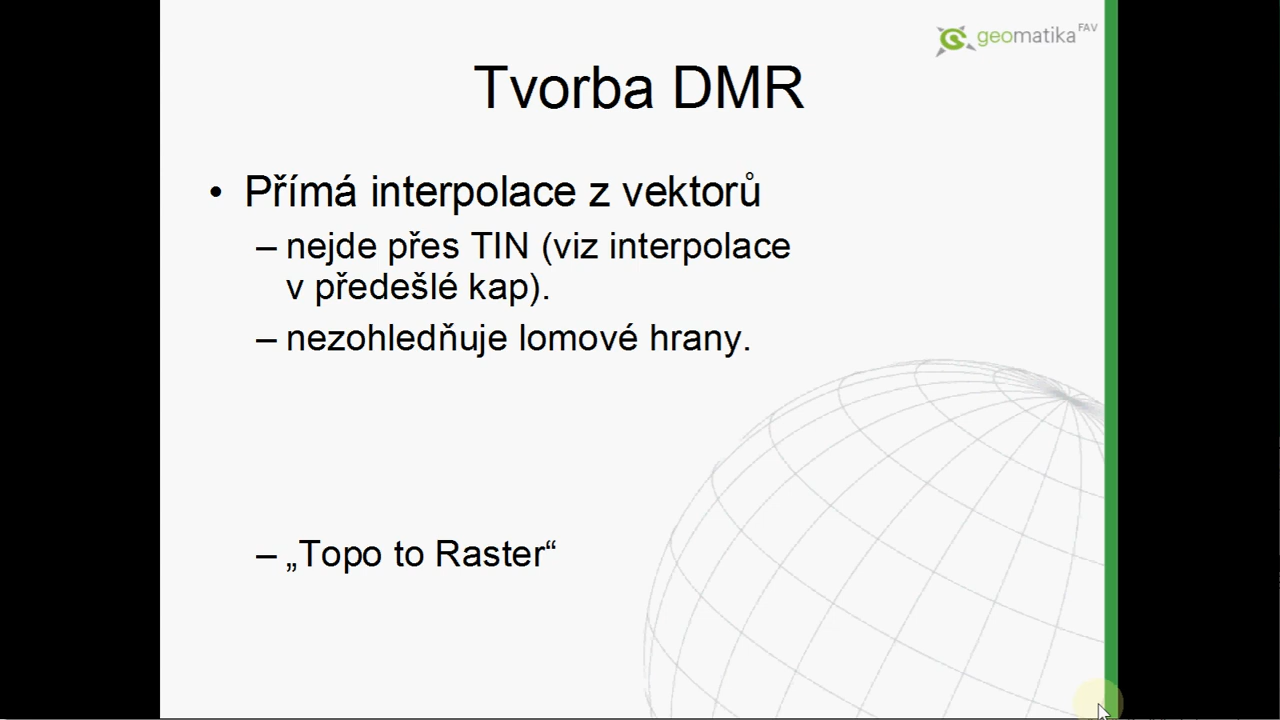 geomatika FAV
Tvorba DMR
• Přímá interpolace z vektorů
– nejde přes TIN (viz interpolace
v předešlé kap).
– nezohledňuje lomové hrany.
– „Topo to Raster“